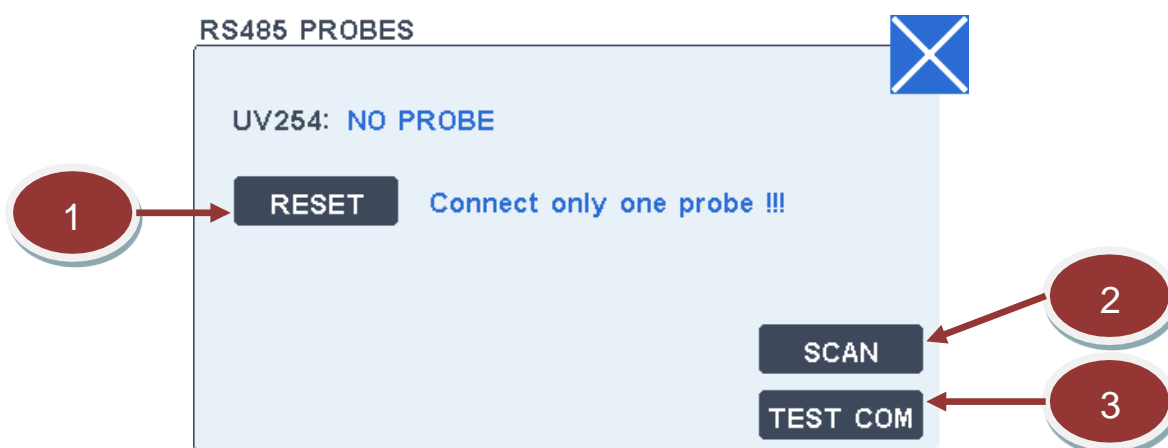 RS485 PROBES
UV254: NO PROBE
1
RESET Connect only one probe !!!
2
SCAN
3
TEST COM